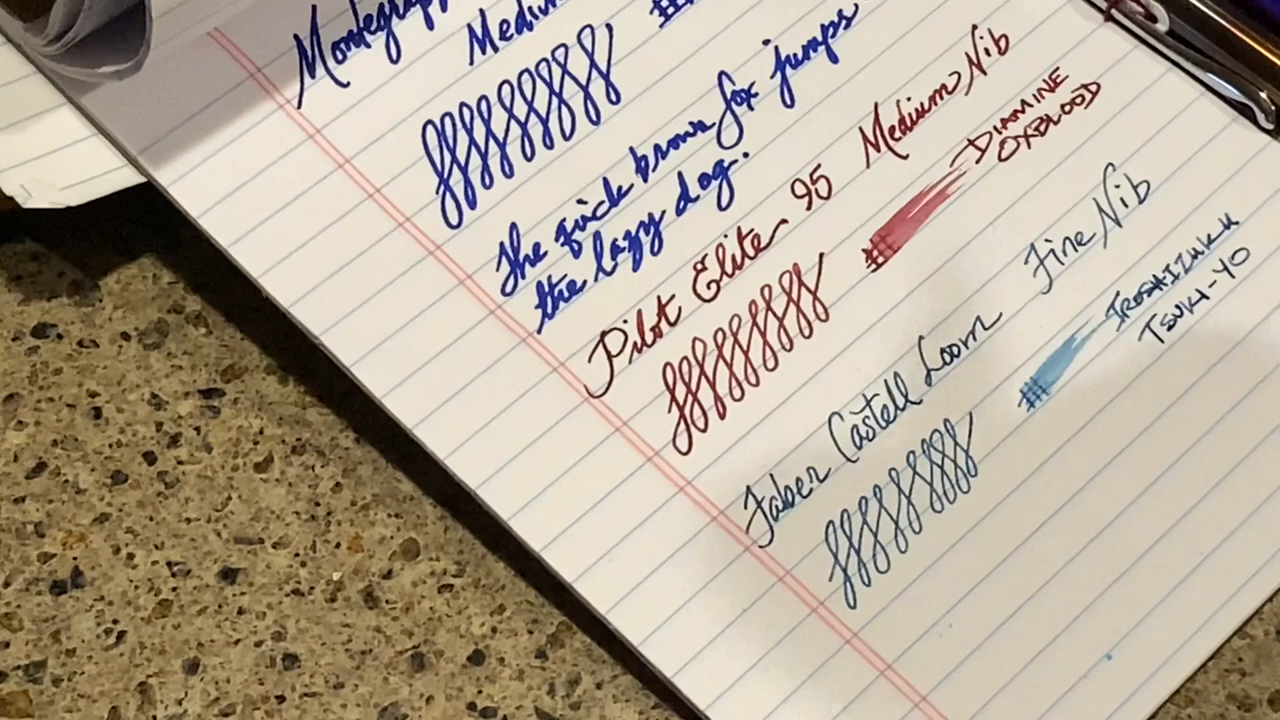 Medium
The quick brown fox jumps
the lazy dog.
Pilot Elite 95 Medium Nib
DIAMINE
OXBLOOD
Faber Castell Loom Fine Nib
IROSHIZUKU
TSUKI-YO